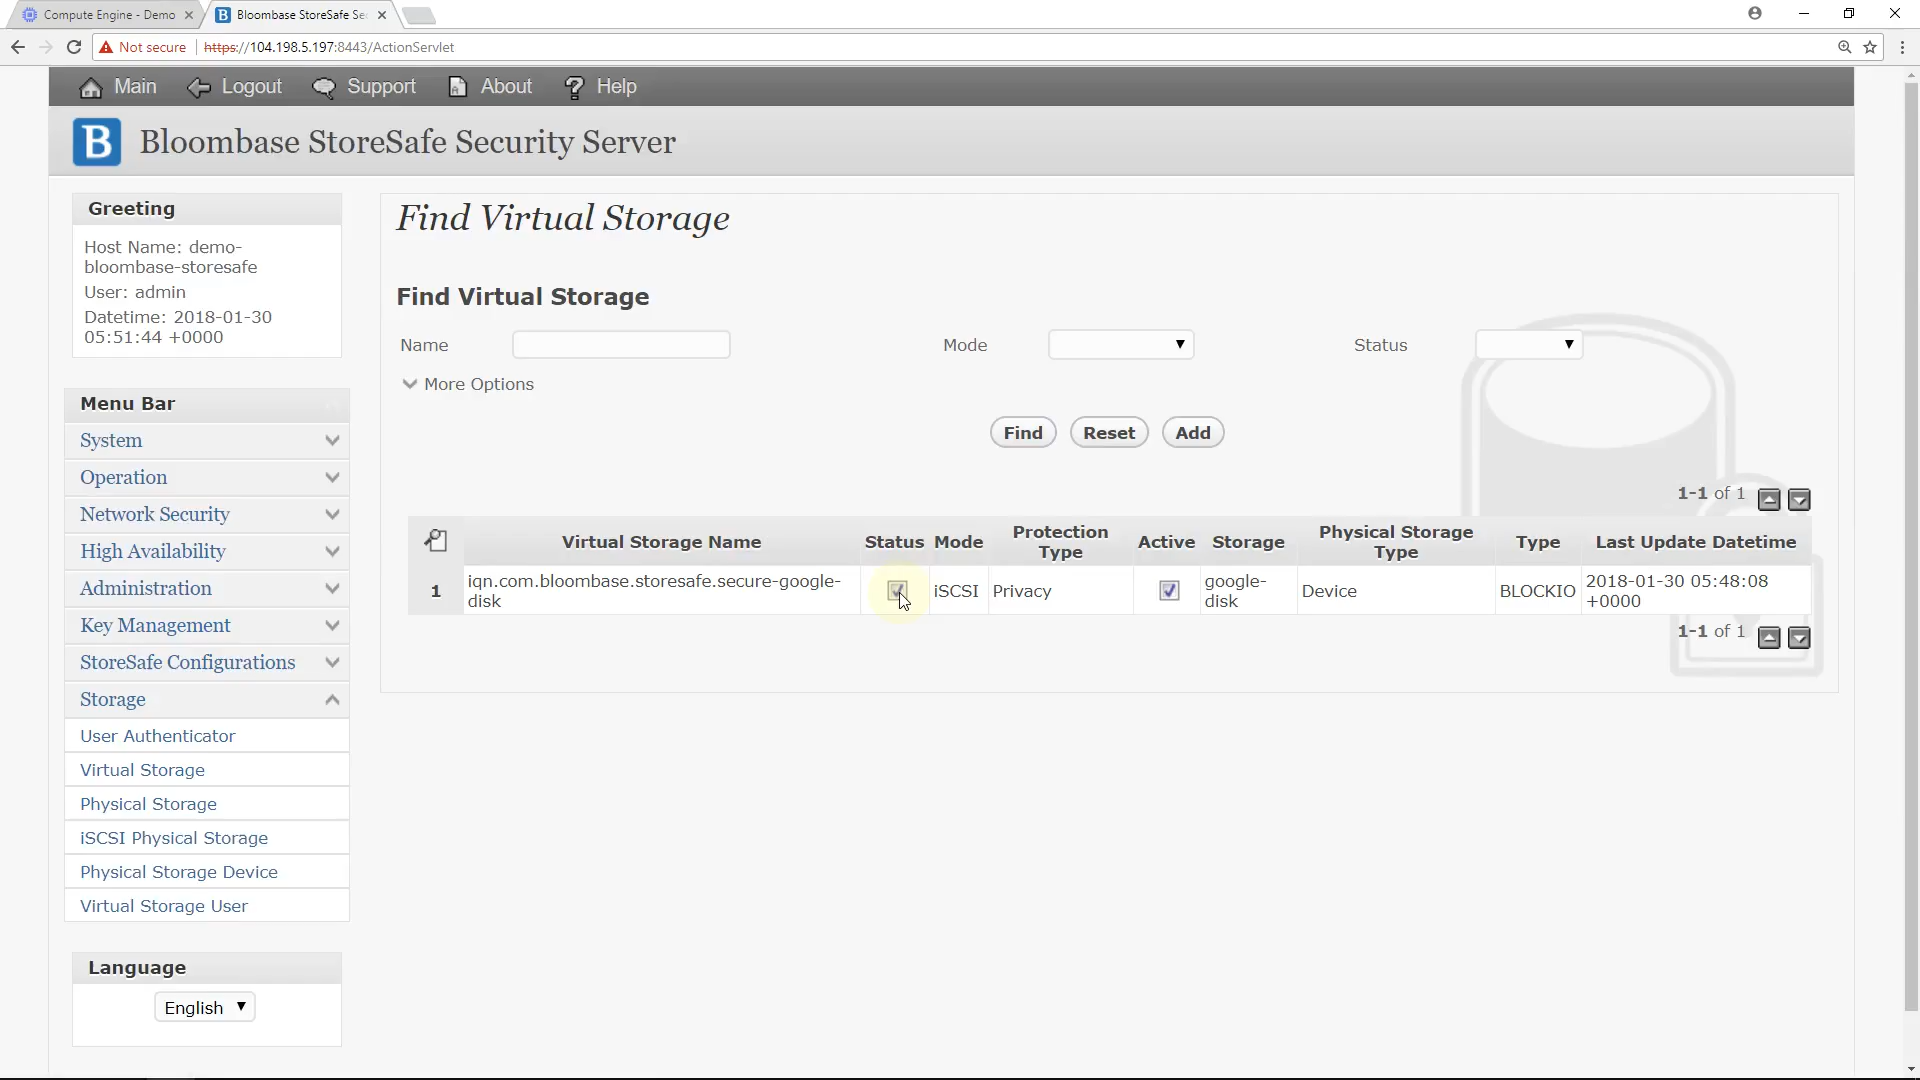 Compute Engine - Demo
Bloombase StoreSafe Se
Not secure https://104.198.5.197:8443/ActionServlet
Main Logout Support About Help
B Bloombase StoreSafe Security Server
Greeting
Host Name: demo-
bloombase-storesafe
User: admin
Datetime: 2018-01-30
05:51:44 +0000
Menu Bar
System
Operation
Network Security
High Availability
Administration
Key Management
StoreSafe Configurations
Storage
User Authenticator
Virtual Storage
Physical Storage
iSCSI Physical Storage
Physical Storage Device
Virtual Storage User
Language
English
Find Virtual Storage
Find Virtual Storage
Name Mode Status
More Options
Find Reset Add
1-1 of 1
Virtual Storage Name Status Mode Protection Type Active Storage Physical Storage Type Type Last Update Datetime
1 iqn.com.bloombase.storesafe.secure-google-disk iSCSI Privacy google-disk Device BLOCKIO 2018-01-30 05:48:08 +0000
1-1 of 1